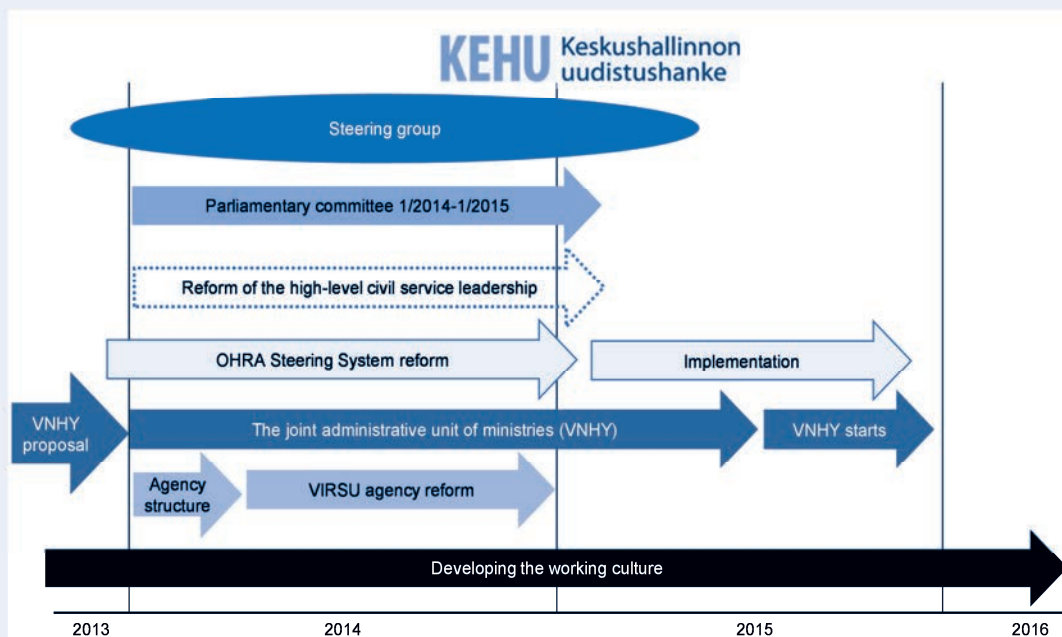 KEHU Keskushallinnon
uudistushanke
Steering group
Parliamentary committee 1/2014-1/2015
Reform of the high-level civil service leadership
OHRA Steering System reform
Implementation
VNHY
proposal
The joint administrative unit of ministries (VNHY)
VNHY starts
Agency
structure
VIRSU agency reform
Developing the working culture
2013
2014
2015
2016